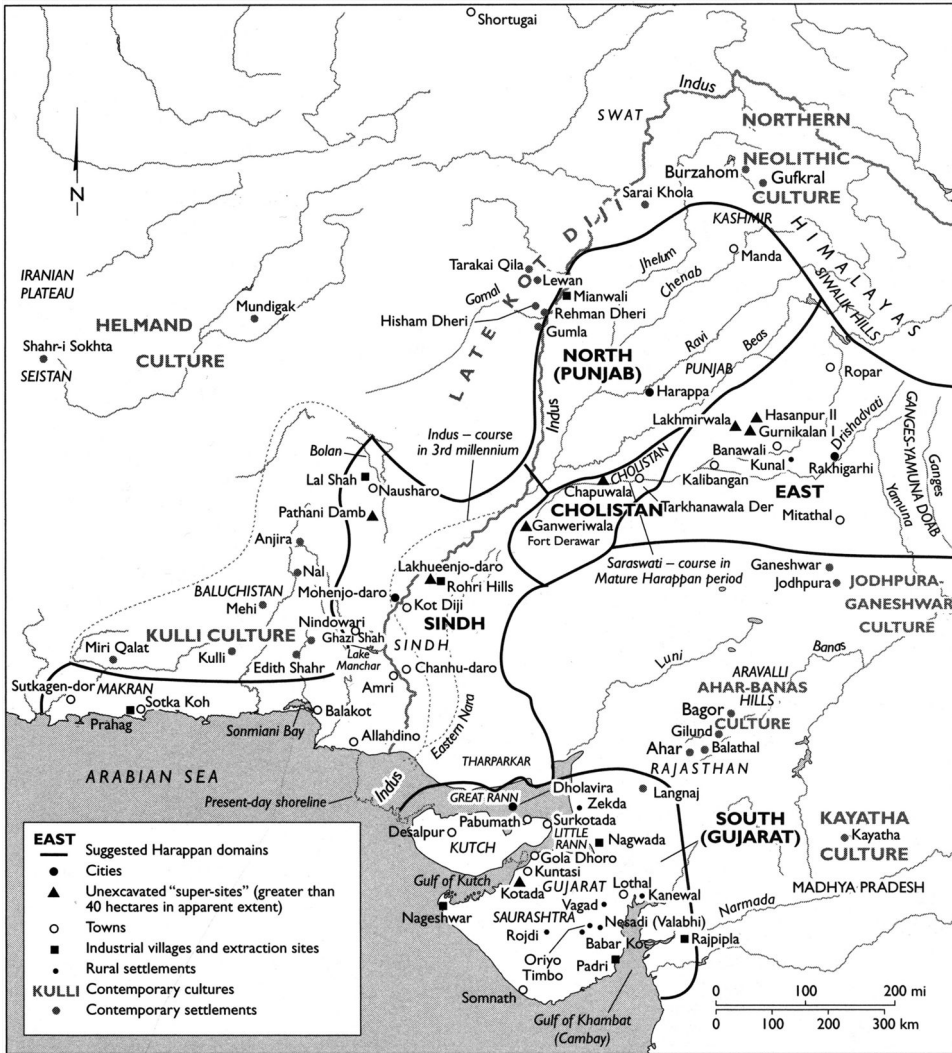 Shortugai
Indus
SWAT
NORTHERN
NEOLITHIC
CULTURE
Burzahom
Gufkral
Sarai Khola
KASHMIR
HIMALAYAS
SIWALIK HILLS
N
LATE KOT DIJI
Tarakai Qila
Lewan
Gomal
Mianwali
Rehman Dheri
Hisham Dheri
Gumla
Jhelum
Chenab
Manda
IRANIAN
PLATEAU
HELMAND
CULTURE
Mundigak
Shahr-i Sokhta
SEISTAN
NORTH
(PUNJAB)
Ravi
Beas
PUNJAB
Ropar
Harappa
Indus
Lakhmirwala
Hasanpur II
Gurnikalan I
Drishadvati
GANGES-YAMUNA DOAB
Ganges
Yamuna
Banawali
Kunal
Rakhigarhi
Indus – course
in 3rd millennium
Bolan
Lal Shah
Nausharo
Pathani Damb
CHOLISTAN
Chapuwala
Kalibangan
EAST
CHOLISTAN
Tarkhanawala Der
Mitathal
Ganweriwala
Fort Derawar
Saraswati – course in
Mature Harappan period
Anjira
Nal
Lakhueenjo-daro
Rohri Hills
Ganeshwar
Jodhpura
JODHPURA-
GANESHWAR
CULTURE
BALUCHISTAN
Mehi
Mohenjo-daro
Kot Diji
SINDH
Nindowari
Ghazi Shah
SINDH
KULLI CULTURE
Miri Qalat
Kulli
Edith Shahr
Lake
Manchar
Chanhu-daro
Amri
Luni
Banas
ARAVALLI
HILLS
AHAR-BANAS
CULTURE
Bagor
Gilund
Ahar
Balathal
RAJASTHAN
Sutkagen-dor
MAKRAN
Sotka Koh
Prahag
Sonmiani Bay
Balakot
Allahdino
Eastern Nara
THARPARKAR
ARABIAN SEA
Present-day shoreline
Indus
GREAT RANN
Dholavira
Zekda
Langnaj
Pabumath
Surkotada
Desalpur
KUTCH
LITTLE
RANN
Nagwada
SOUTH
(GUJARAT)
KAYATHA
Kayatha
CULTURE
Gola Dhoro
Kuntasi
Gulf of Kutch
Kotada
GUJARAT
Lothal
Kanewal
MADHYA PRADESH
Narmada
Nageshwar
Vagad
SAURASHTRA
Nesadi (Valabhi)
Rojdi
Babar Kot
Rajpipla
Oriyo
Timbo
Padri
Somnath
Gulf of Khambat
(Cambay)
EAST
Suggested Harappan domains
Cities
Unexcavated "super-sites" (greater than
40 hectares in apparent extent)
Towns
Industrial villages and extraction sites
Rural settlements
KULLI Contemporary cultures
Contemporary settlements
0 100 200 mi
0 100 200 300 km